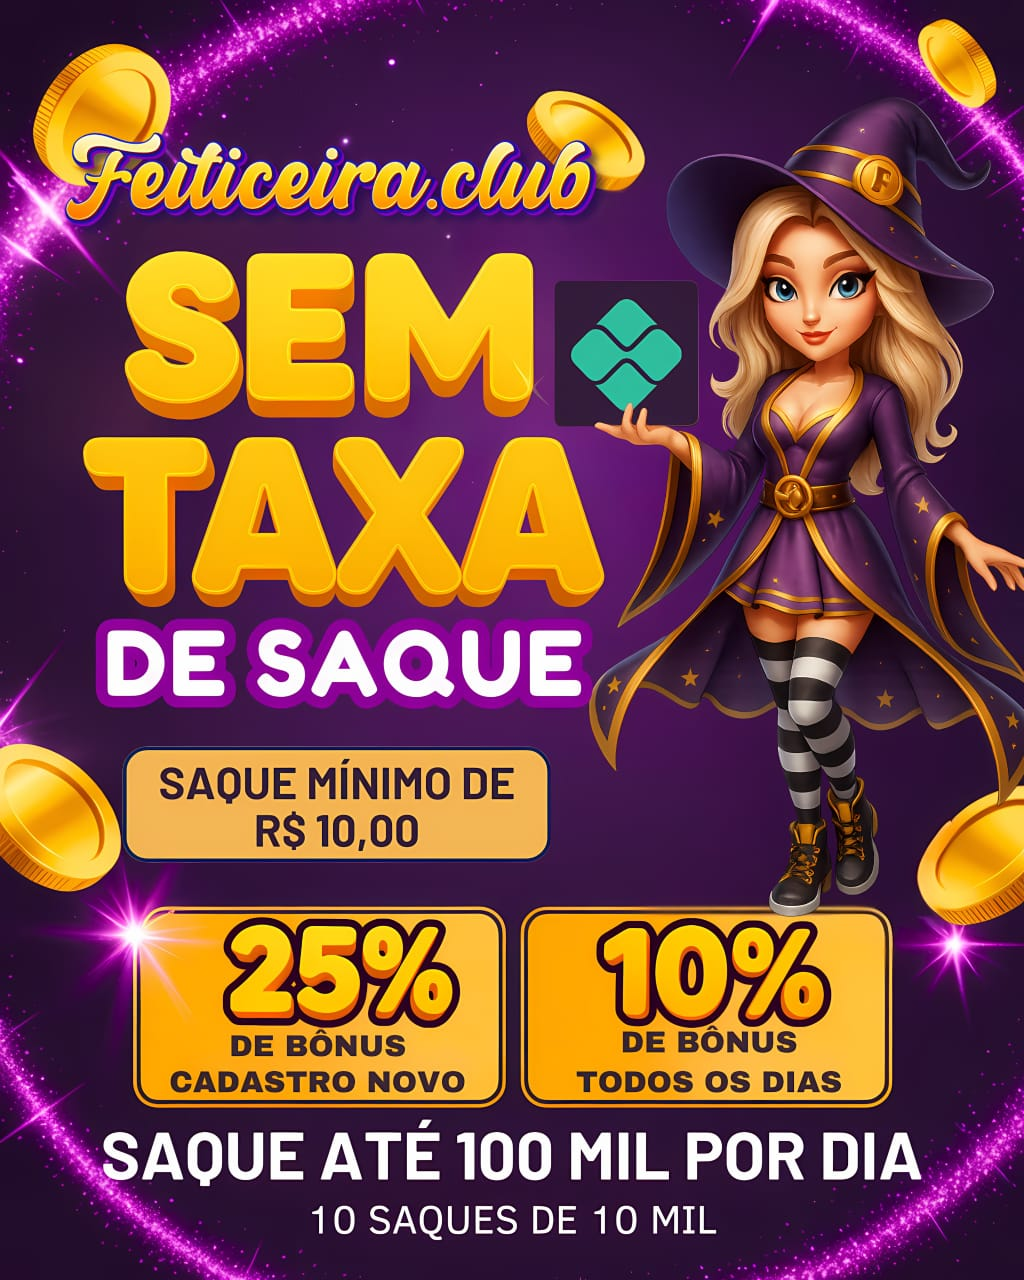 Feiticeira.club
SEM
TAXA
DE SAQUE
SAQUE MÍNIMO DE
R$ 10,00
25%
DE BÔNUS
CADASTRO NOVO
10%
DE BÔNUS
TODOS OS DIAS
SAQUE ATÉ 100 MIL POR DIA
10 SAQUES DE 10 MIL
F